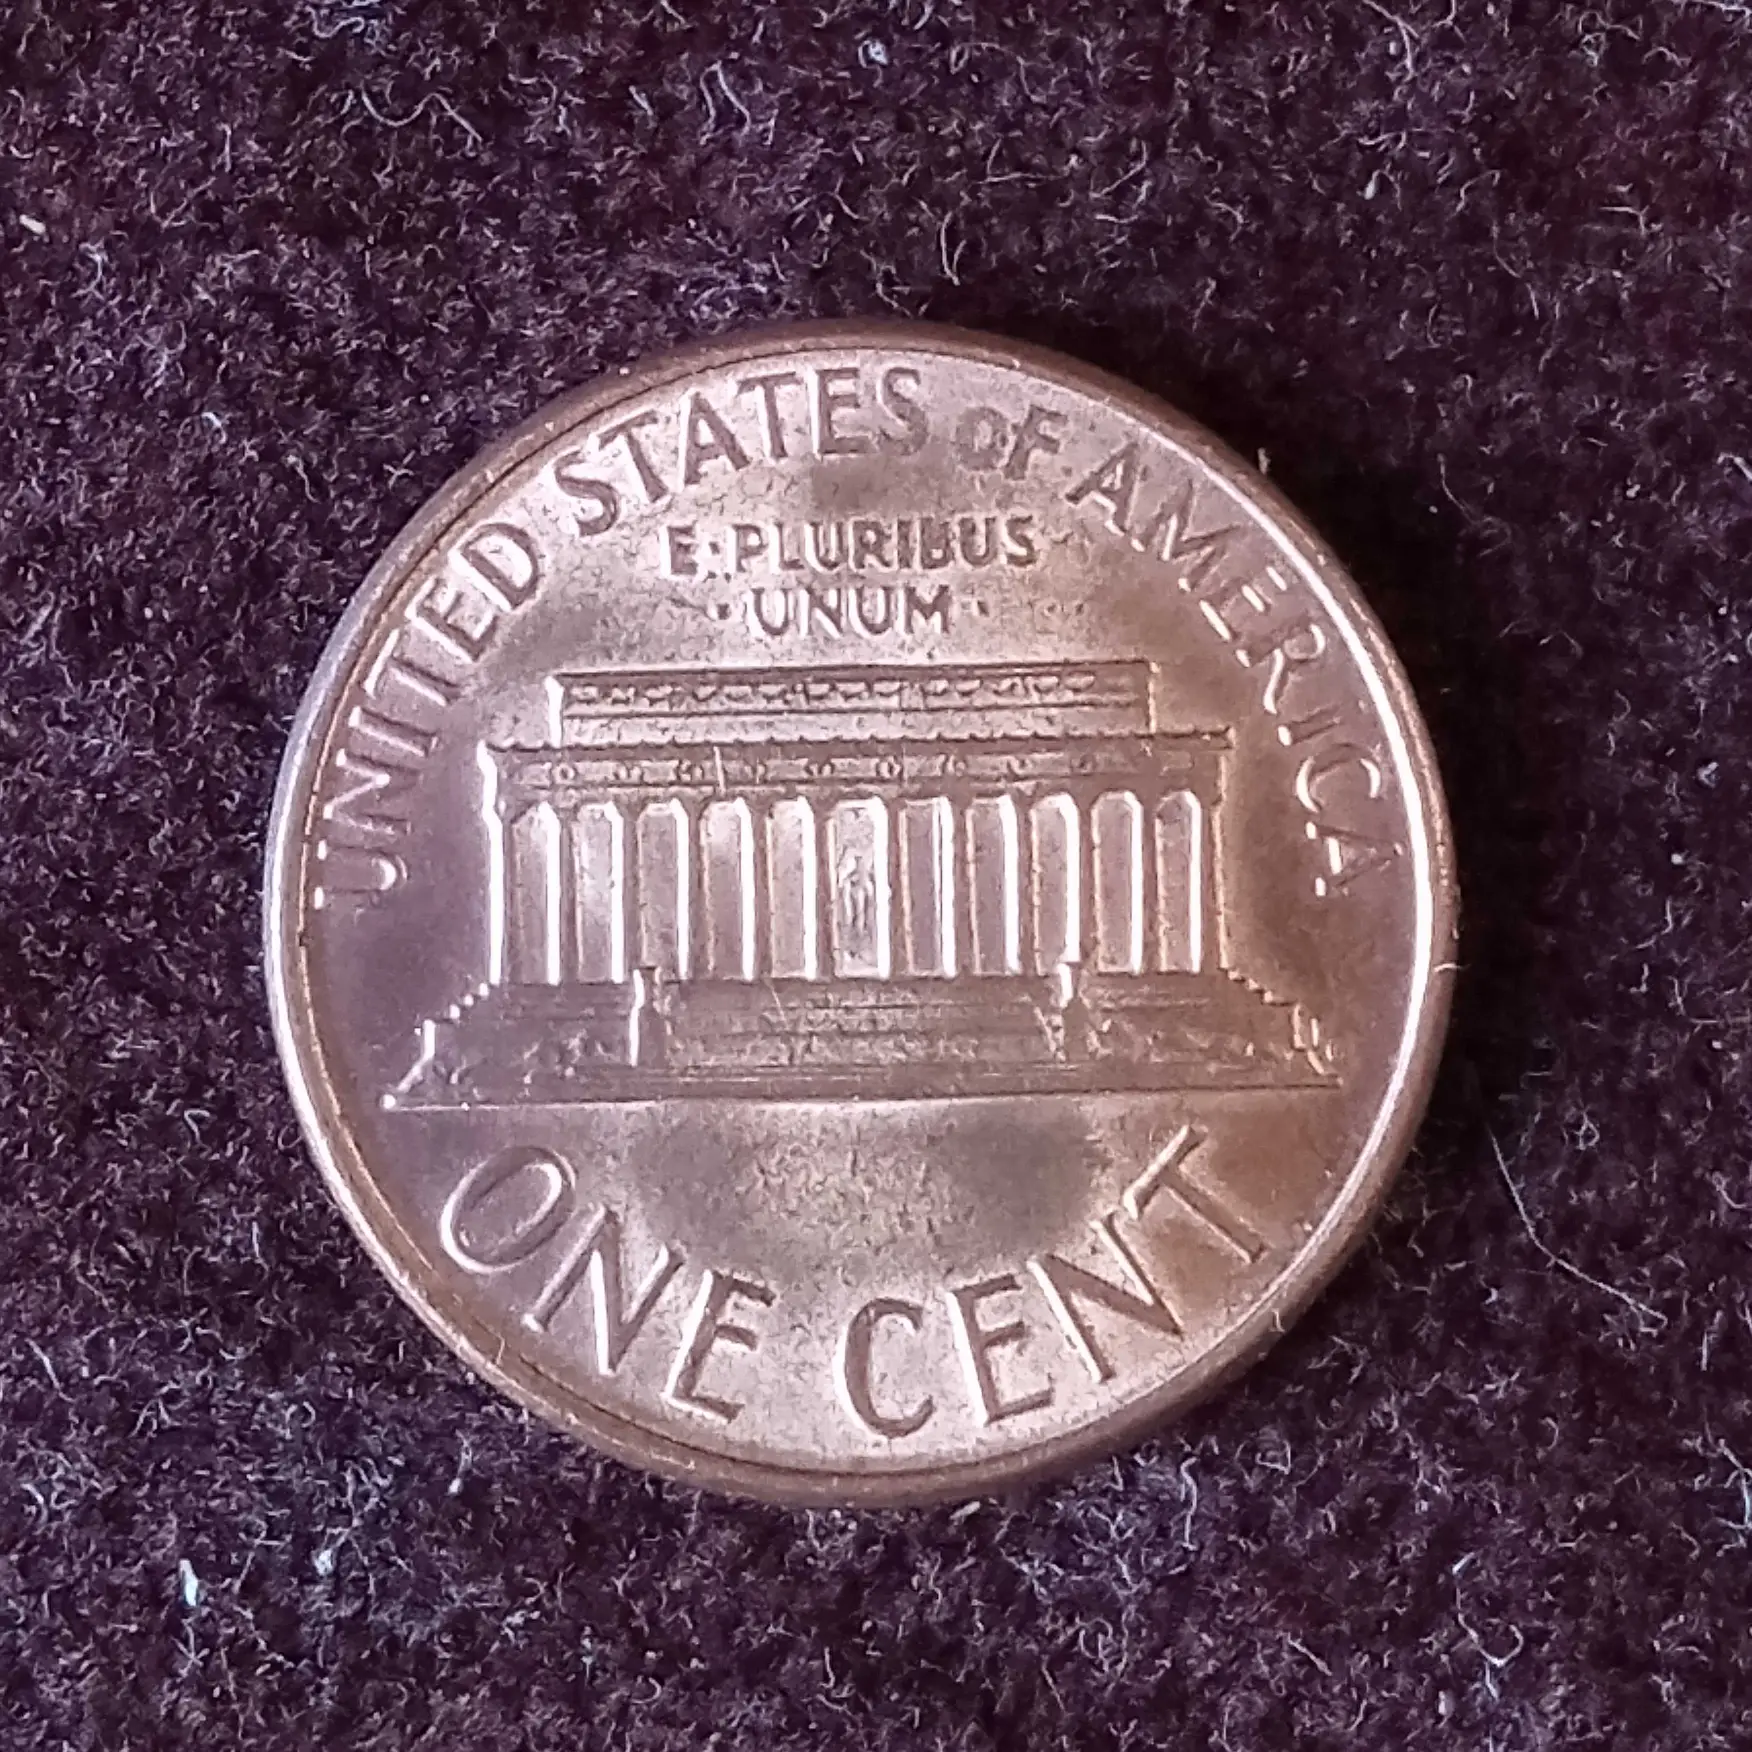 UNITED STATES OF AMERICA
E·PLURIBUS
·UNUM·
ONE CENT